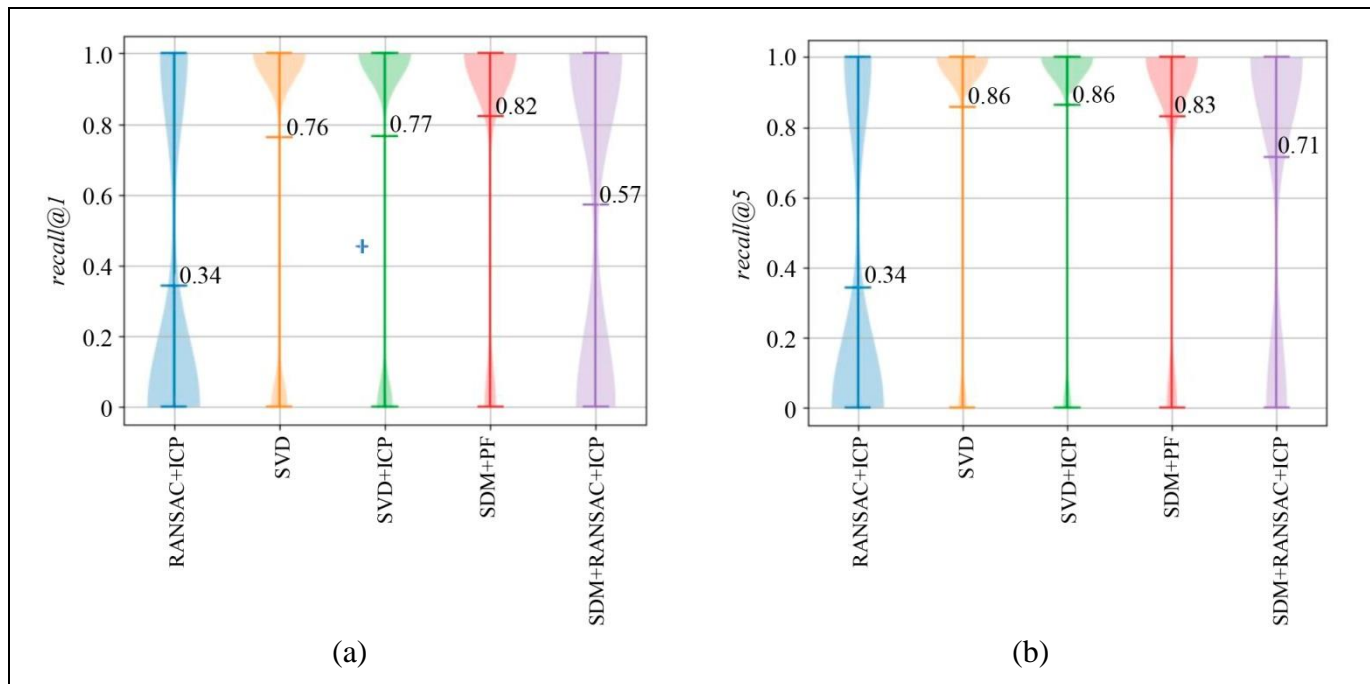 1.0
0.8
0.6
0.4
0.2
0
recall@1
0.34
0.76
0.77
0.82
0.57
RANSAC+ICP
SVD
SVD+ICP
SDM+PF
SDM+RANSAC+ICP
(a)
1.0
0.8
0.6
0.4
0.2
0
recall@5
0.34
0.86
0.86
0.83
0.71
RANSAC+ICP
SVD
SVD+ICP
SDM+PF
SDM+RANSAC+ICP
(b)